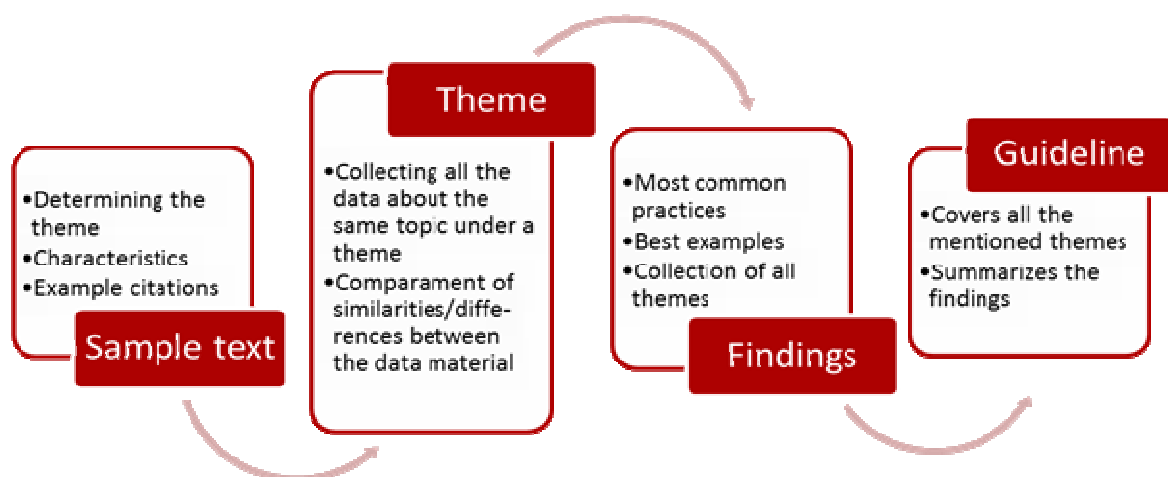 •Determining the
theme
•Characteristics
•Example citations
Sample text
Theme
•Collecting all the
data about the
same topic under a
theme
•Comparament of
similarities/diffe-
rences between
the data material
•Most common
practices
•Best examples
•Collection of all
themes
Findings
Guideline
•Covers all the
mentioned themes
•Summarizes the
findings